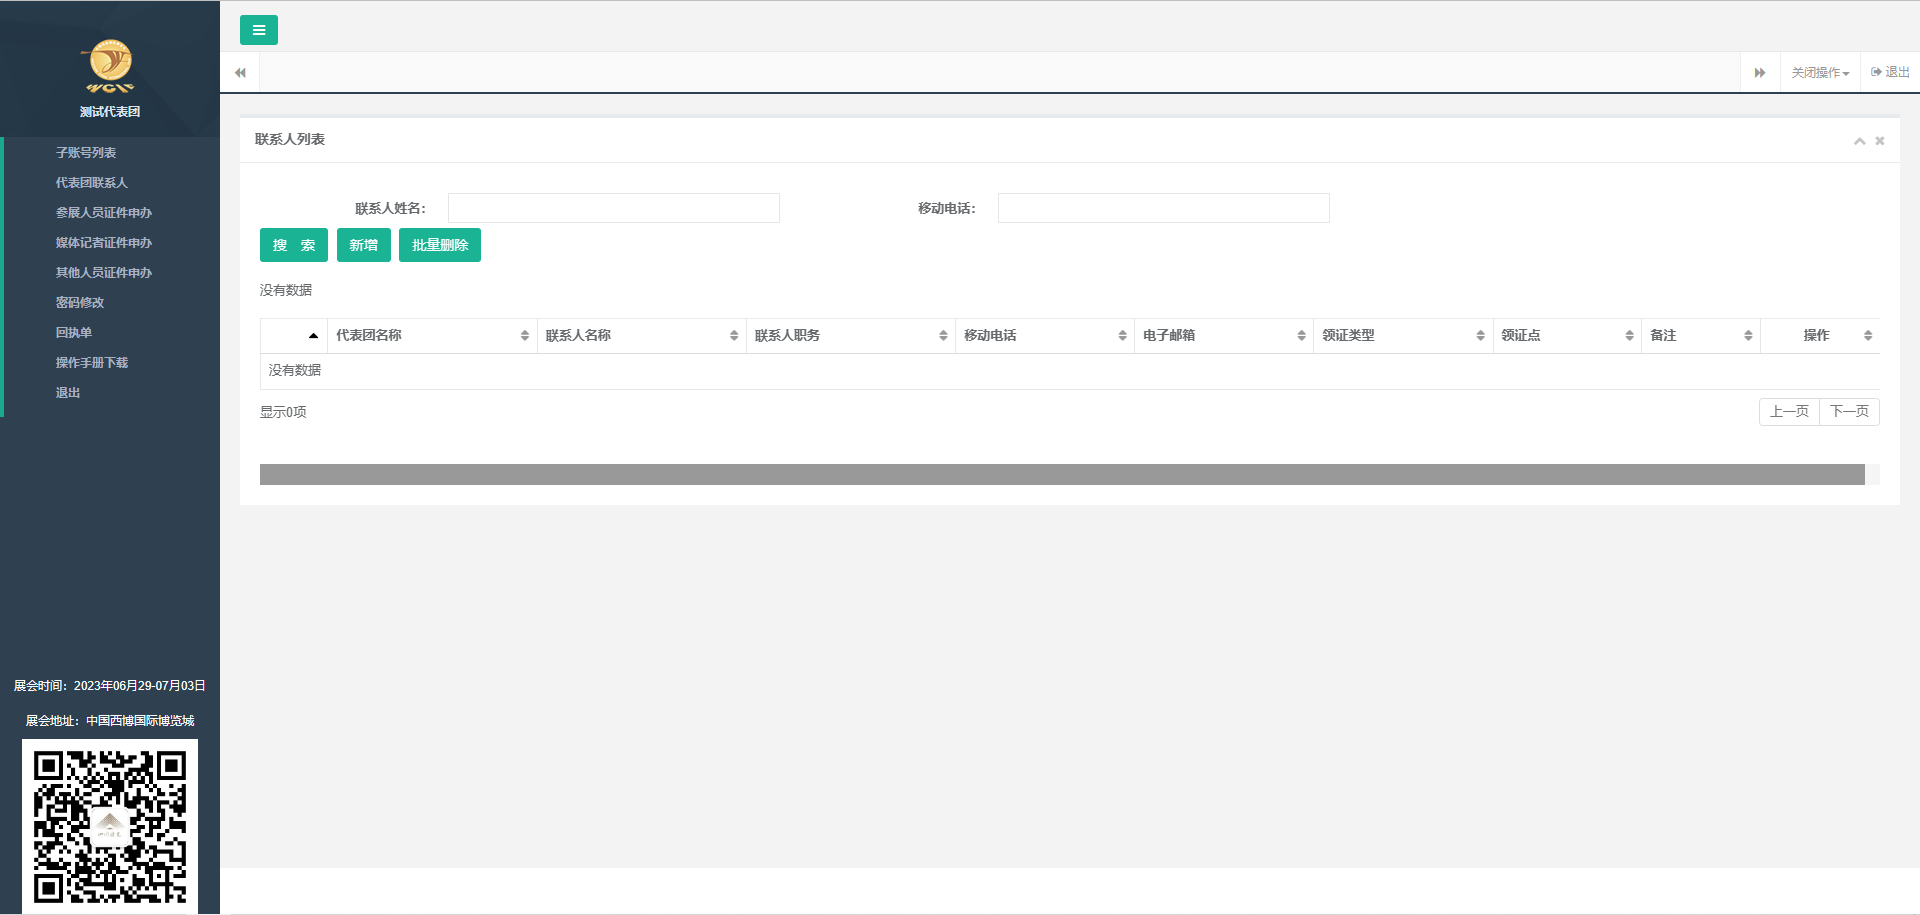 WCIF
测试代表团
子账号列表
代表团联系人
参展人员证件申办
媒体记者证件申办
其他人员证件申办
密码修改
回执单
操作手册下载
退出
展会时间：2023年06月29-07月03日
展会地址：中国西博国际博览城
关闭操作
退出
联系人列表
联系人姓名：
移动电话：
搜 索
新增
批量删除
没有数据
代表团名称 联系人名称 联系人职务 移动电话 电子邮箱 领证类型 领证点 备注 操作
没有数据
显示0项
上一页 下一页